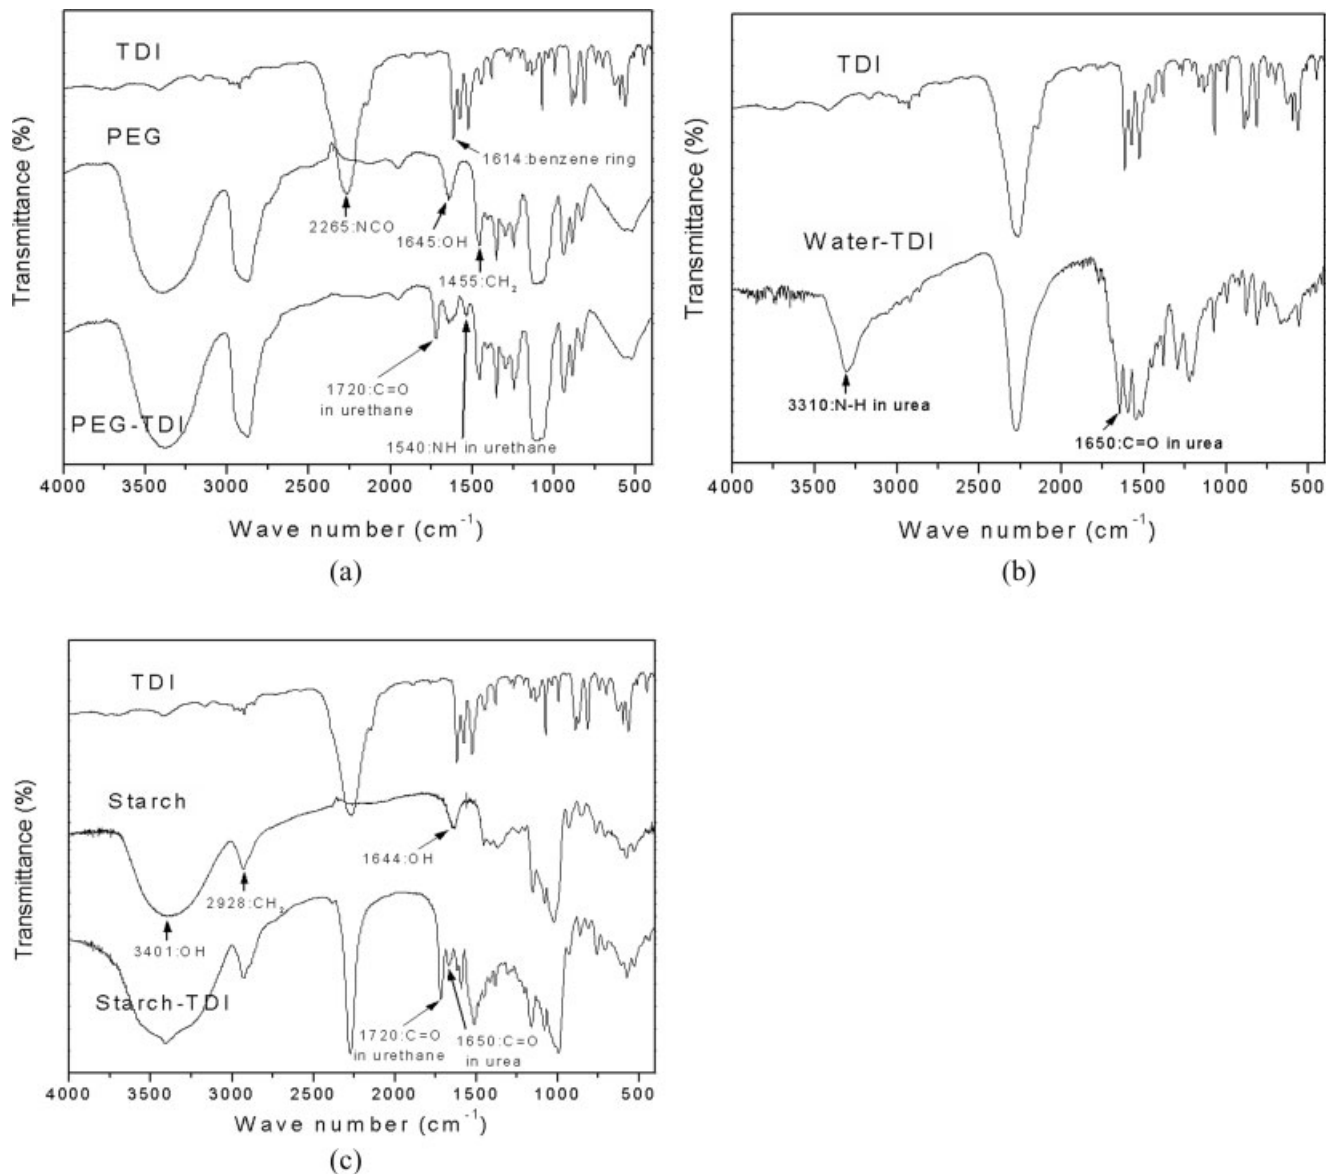 TDI
PEG
1614:benzene ring
2265:NCO
1645:OH
1455:CH₂
1720:C=O
in urethane
PEG-TDI
1540:NH in urethane
Transmittance (%)
4000 3500 3000 2500 2000 1500 1000 500
Wave number (cm⁻¹)
(a)
TDI
Water-TDI
3310:N-H in urea
1650:C=O in urea
Transmittance (%)
4000 3500 3000 2500 2000 1500 1000 500
Wave number (cm⁻¹)
(b)
TDI
Starch
1644:OH
2928:CH₂
3401:OH
Starch-TDI
1720:C=O
in urethane
1650:C=O
in urea
Transmittance (%)
4000 3500 3000 2500 2000 1500 1000 500
Wave number (cm⁻¹)
(c)